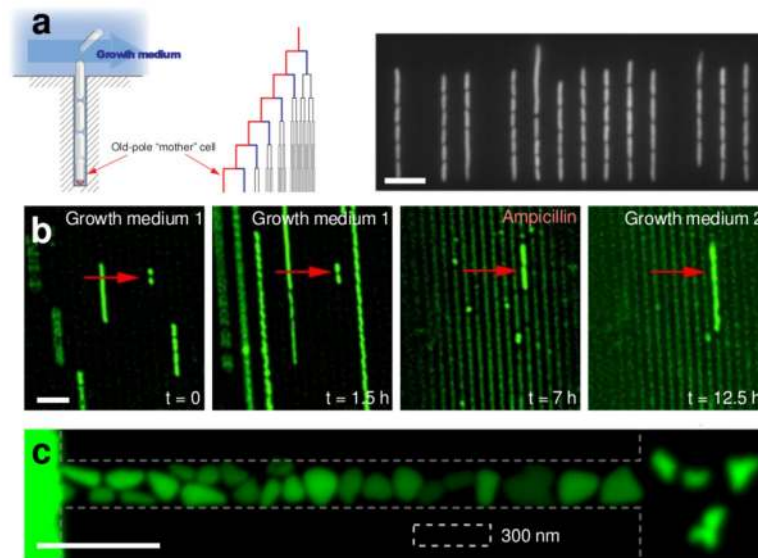 a
Growth medium
Old-pole "mother" cell
b
Growth medium 1
Growth medium 1
Ampicillin
Growth medium 2
t = 0
t = 1.5 h
t = 7 h
t = 12.5 h
c
300 nm